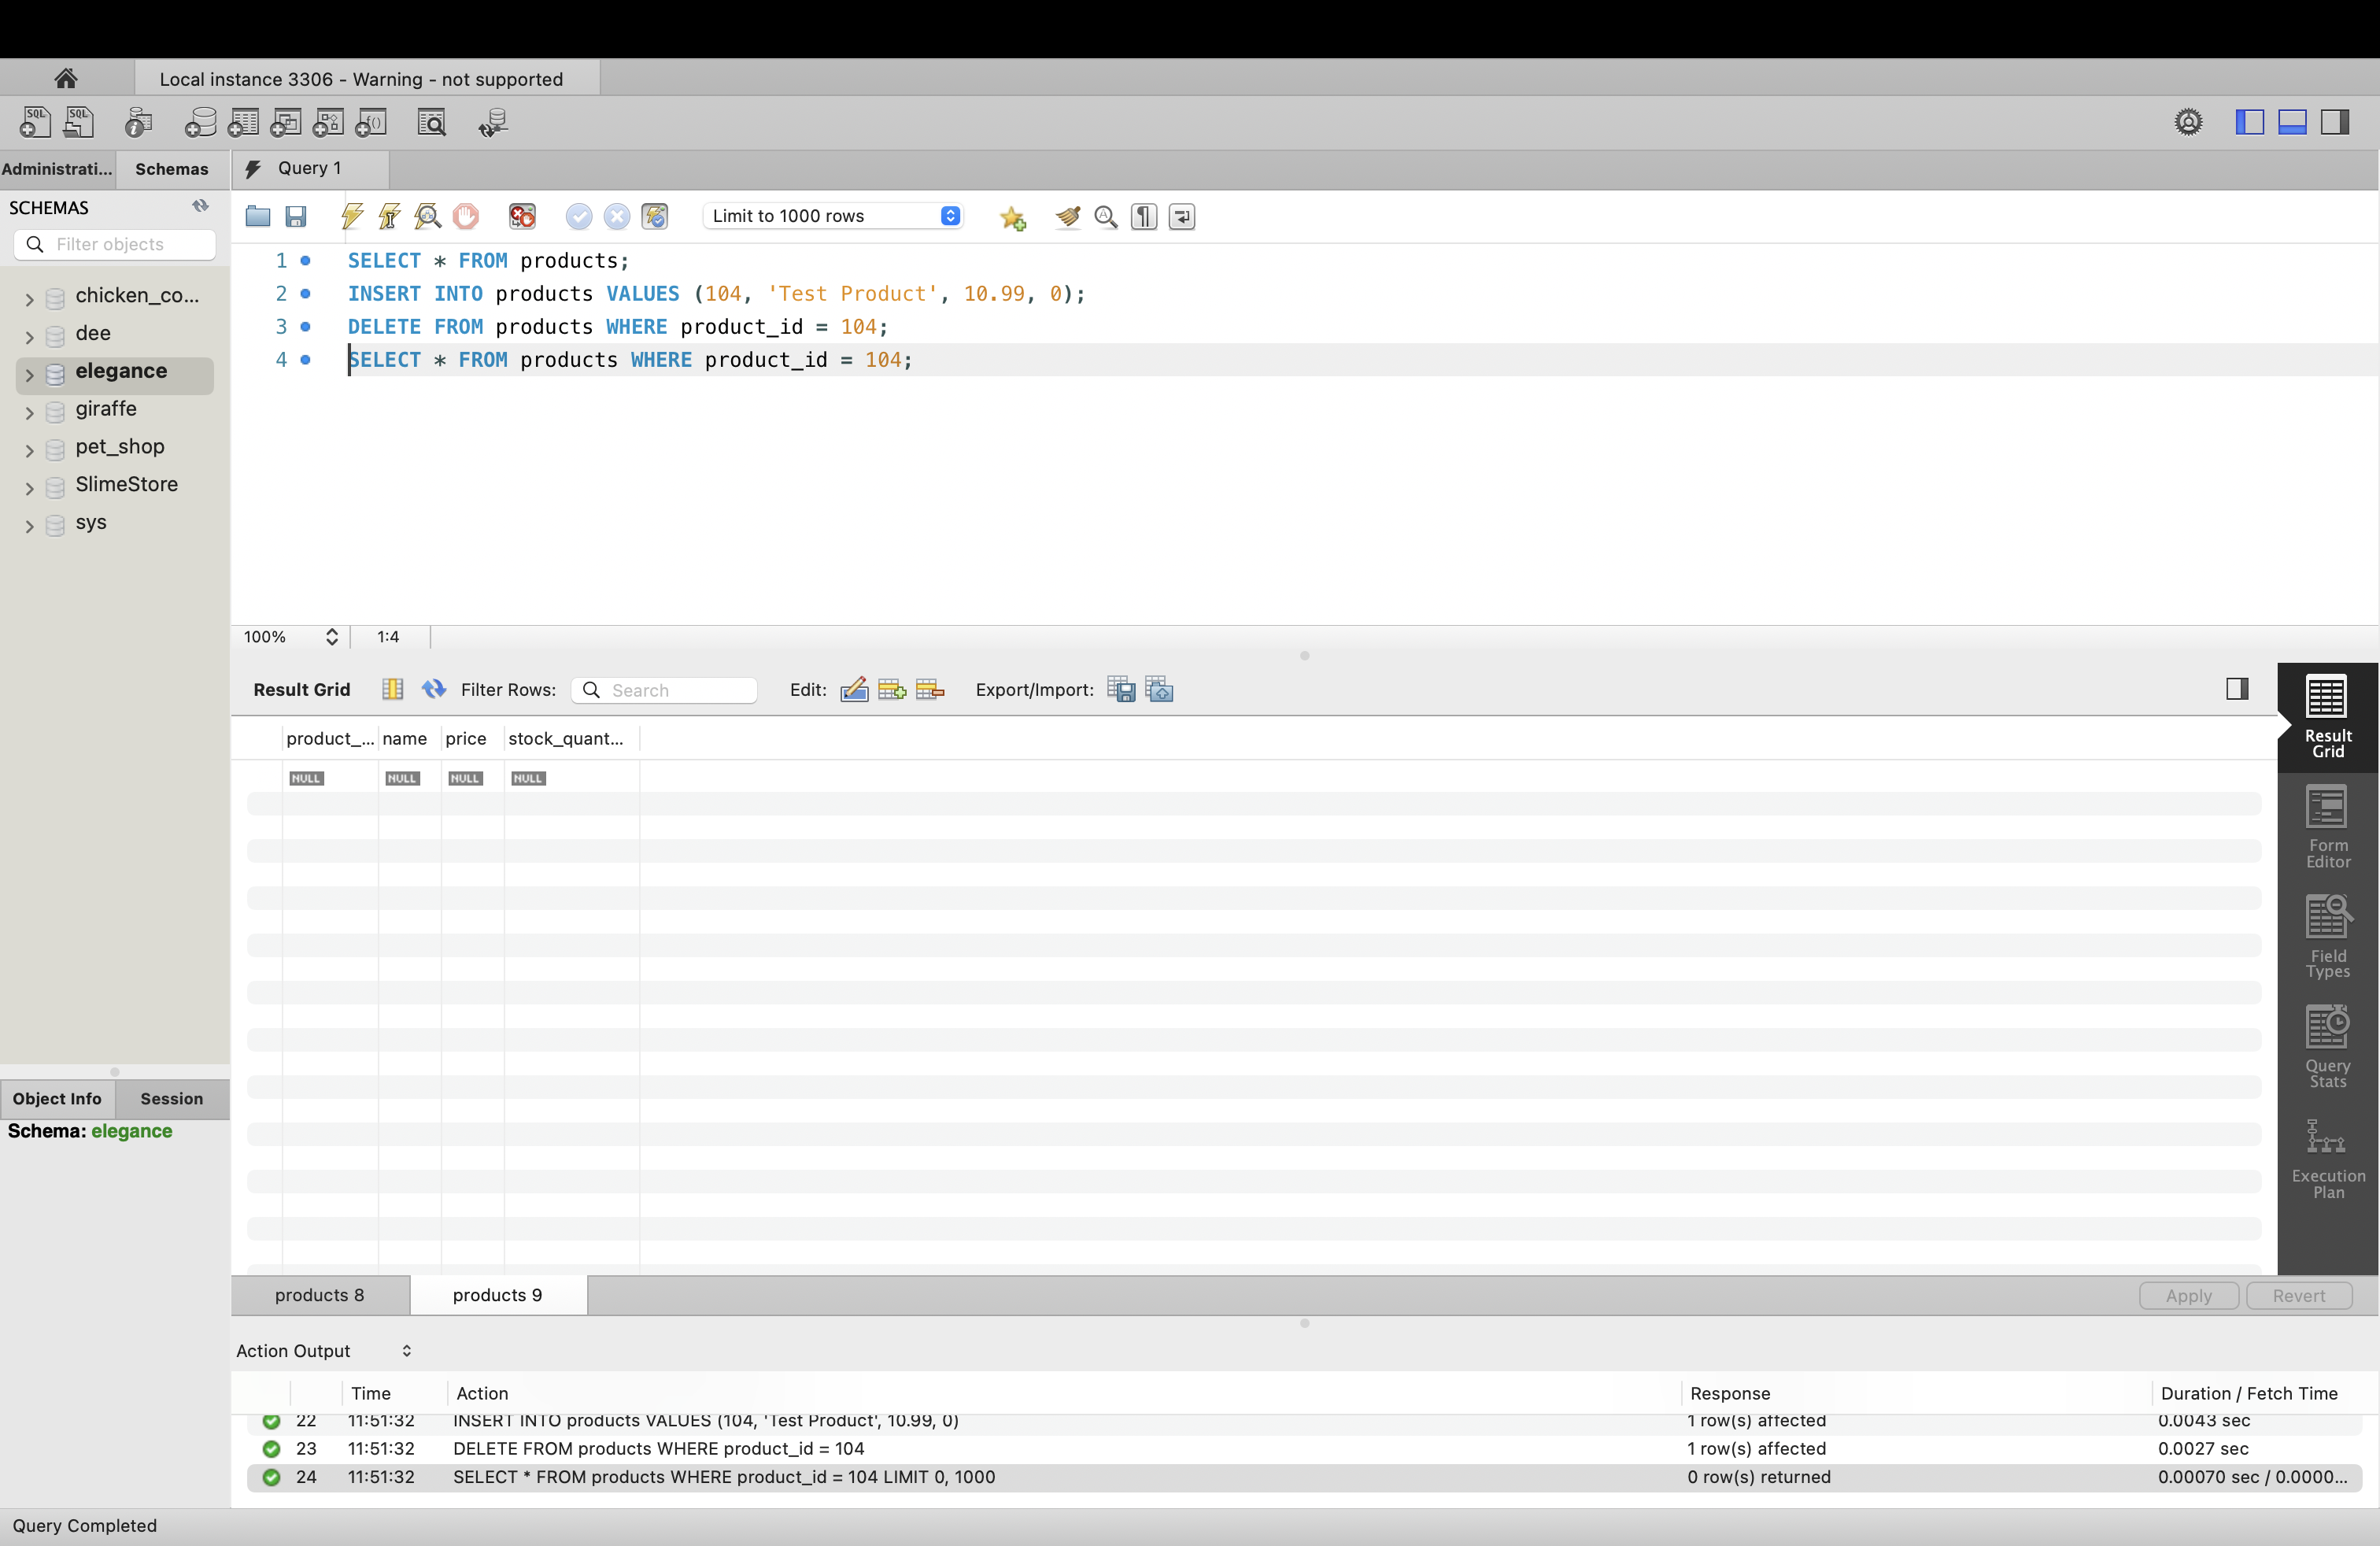 Local instance 3306 - Warning - not supported
Administrati... Schemas
Query 1
SCHEMAS
Filter objects
Limit to 1000 rows
1 SELECT * FROM products;
2 INSERT INTO products VALUES (104, 'Test Product', 10.99, 0);
3 DELETE FROM products WHERE product_id = 104;
4 SELECT * FROM products WHERE product_id = 104;
chicken_co...
dee
elegance
giraffe
pet_shop
SlimeStore
sys
100% 1:4
Result Grid Filter Rows: Search Edit: Export/Import:
product_... name price stock_quant...
NULL NULL NULL NULL
Result
Grid
Form
Editor
Field
Types
Query
Stats
Execution
Plan
Object Info Session
Schema: elegance
products 8 products 9 Apply Revert
Action Output
Time Action Response Duration / Fetch Time
22 11:51:32 INSERT INTO products VALUES (104, 'Test Product', 10.99, 0) 1 row(s) affected 0.0043 sec
23 11:51:32 DELETE FROM products WHERE product_id = 104 1 row(s) affected 0.0027 sec
24 11:51:32 SELECT * FROM products WHERE product_id = 104 LIMIT 0, 1000 0 row(s) returned 0.00070 sec / 0.0000...
Query Completed